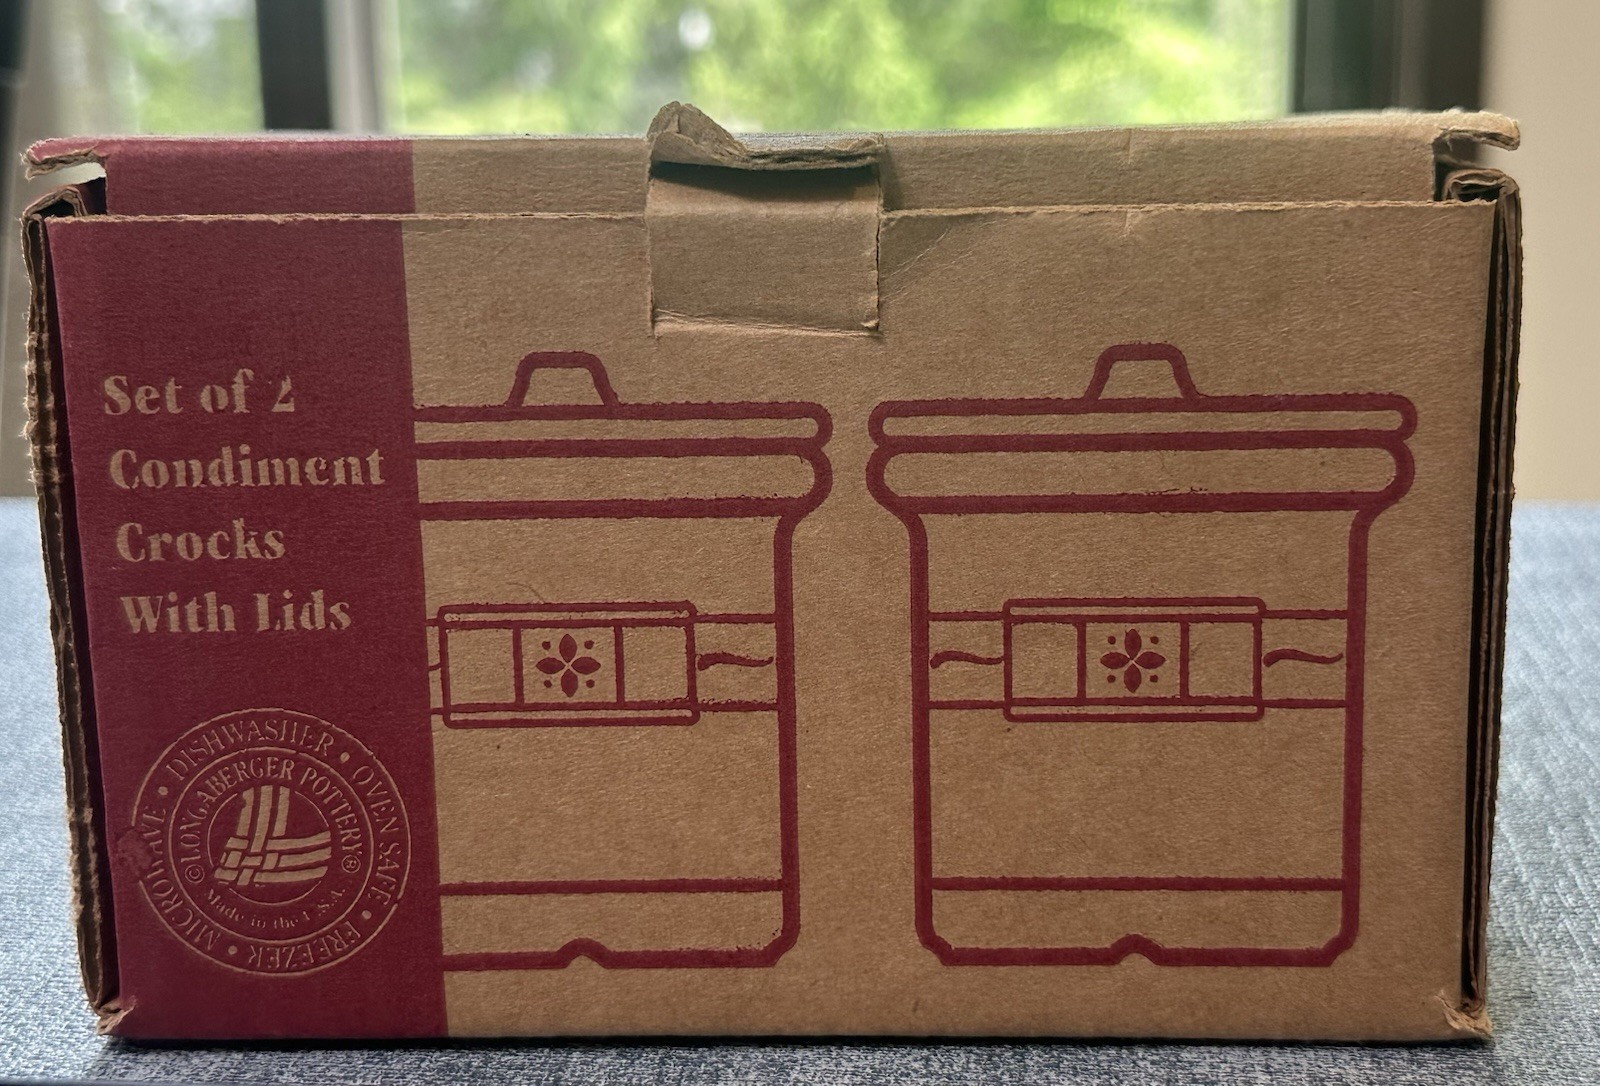 Set of 2
Condiment
Crocks
With Lids
MICROWAVE • DISHWASHER • OVEN SAFE • FREEZER •
© LONGABERGER POTTERY®
Made in the U.S.A.